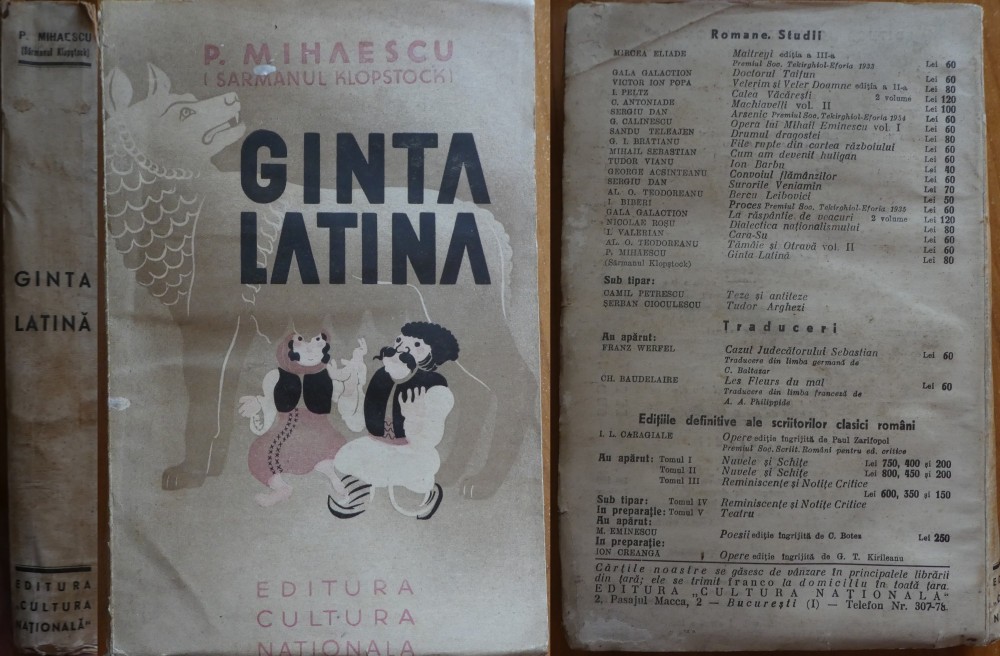 P. MIHAESCU
(Sărmanul Klopștock)
GINTA
LATINĂ
EDITURA
„CULTURA
NAȚIONALĂ”
P. MIHAESCU
( SARMANUL KLOPSTOCK)
GINTA
LATINA
EDITURA
CULTURA
NAȚIONALA
Romane. Studii
MIRCEA ELIADE Maitreyi ediția a III-a
Premiul Soc. Tekirghiol-Eforia 1933 Lei 60
GALA GALACTION Doctorul Taifun Lei 60
VICTOR ION POPA Velerim și Veler Doamne ediția a II-a Lei 80
I. PELTZ Calea Văcărești 2 volume Lei 120
C. ANTONIADE Machiavelli vol. II Lei 100
SERGIU DAN Arsenic Premiul Soc. Tekirghiol-Eforia 1934 Lei 60
G. CALINESCU Opera lui Mihail Eminescu vol. I Lei 80
SANDU TELEAJEN Drumul dragostei Lei 60
G. I. BRATIANU File rupte din cartea războiului Lei 60
MIHAIL SEBASTIAN Cum am devenit huligan Lei 60
TUDOR VIANU Ion Barbu Lei 40
GEORGE ACSINTEANU Convoiul flămânzilor Lei 60
SERGIU DAN Surorile Veniamin Lei 70
AL. O. TEODOREANU Bercu Leibovici Lei 50
I. BIBERI Proces Premiul Soc. Tekirghiol-Eforia 1935 Lei 60
GALA GALACTION La răspântie de veacuri 2 volume Lei 120
NICOLAE ROȘU Dialectica naționalismului Lei 80
I. VALERIAN Cara-Su Lei 60
AL. O. TEODOREANU Tămâie și Otravă vol. II Lei 60
P. MIHAESCU Ginta Latină Lei 80
(Sărmanul Klopștock)
Sub tipar:
CAMIL PETRESCU Teze și antiteze
ȘERBAN CIOCULESCU Tudor Arghezi
Traduceri
Au apărut:
FRANZ WERFEL Cazul Judecătorului Sebastian Lei 60
Traducere din limba germană de
C. Baltazar
CH. BAUDELAIRE Les Fleurs du mal Lei 60
Traducere din limba franceză de
A. A. Philippide
Edițiile definitive ale scriitorilor clasici români
I. L. CARAGIALE Opere ediție îngrijită de Paul Zarifopol
Premiul Soc. Scriit. Români pentru ed. critice
Au apărut: Tomul I Nuvele și Schițe Lei 750, 400 și 200
Tomul II Nuvele și Schițe Lei 800, 450 și 200
Tomul III Reminiscențe și Notițe Critice
Lei 600, 350 și 150
Sub tipar: Tomul IV Reminiscențe și Notițe Critice
In preparație: Tomul V Teatru
Au apărut:
M. EMINESCU Poesii ediție îngrijită de C. Botez Lei 250
In preparație:
ION CREANGA Opere ediție îngrijită de G. T. Kirileanu
Cărțile noastre se găsesc de vânzare în principalele librării
din țară; ele se trimit franco la domiciliu în toată țara.
EDITURA „CULTURA NAȚIONALA”
2, Pasajul Macca, 2 — București (I) — Telefon Nr. 307-78.